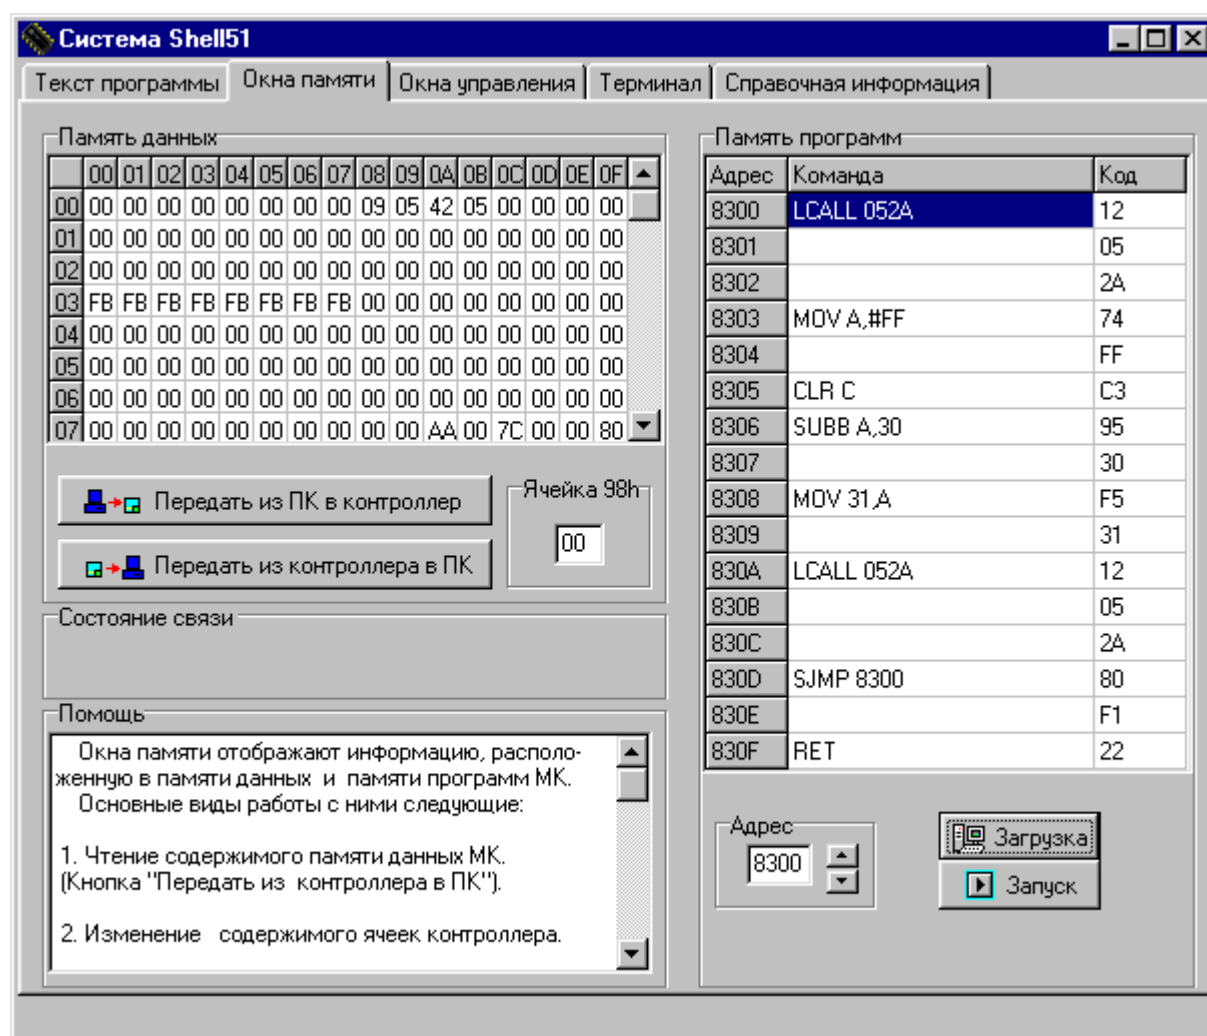 Система Shell51
Текст программы Окна памяти Окна управления Терминал Справочная информация
Память данных
00 01 02 03 04 05 06 07 08 09 0A 0B 0C 0D 0E 0F
00 00 00 00 00 00 00 00 00 09 05 42 05 00 00 00 00
01 00 00 00 00 00 00 00 00 00 00 00 00 00 00 00 00
02 00 00 00 00 00 00 00 00 00 00 00 00 00 00 00 00
03 FB FB FB FB FB FB FB FB 00 00 00 00 00 00 00 00
04 00 00 00 00 00 00 00 00 00 00 00 00 00 00 00 00
05 00 00 00 00 00 00 00 00 00 00 00 00 00 00 00 00
06 00 00 00 00 00 00 00 00 00 00 00 00 00 00 00 00
07 00 00 00 00 00 00 00 00 00 00 AA 00 7C 00 00 80
Передать из ПК в контроллер
Передать из контроллера в ПК
Ячейка 98h
00
Состояние связи
Помощь
Окна памяти отображают информацию, располо-
женную в памяти данных и памяти программ МК.
Основные виды работы с ними следующие:
1. Чтение содержимого памяти данных МК.
(Кнопка "Передать из контроллера в ПК").
2. Изменение содержимого ячеек контроллера.
Память программ
Адрес Команда Код
8300 LCALL 052A 12
8301 05
8302 2A
8303 MOV A,#FF 74
8304 FF
8305 CLR C C3
8306 SUBB A,30 95
8307 30
8308 MOV 31,A F5
8309 31
830A LCALL 052A 12
830B 05
830C 2A
830D SJMP 8300 80
830E F1
830F RET 22
Адрес
8300
Загрузка
Запуск